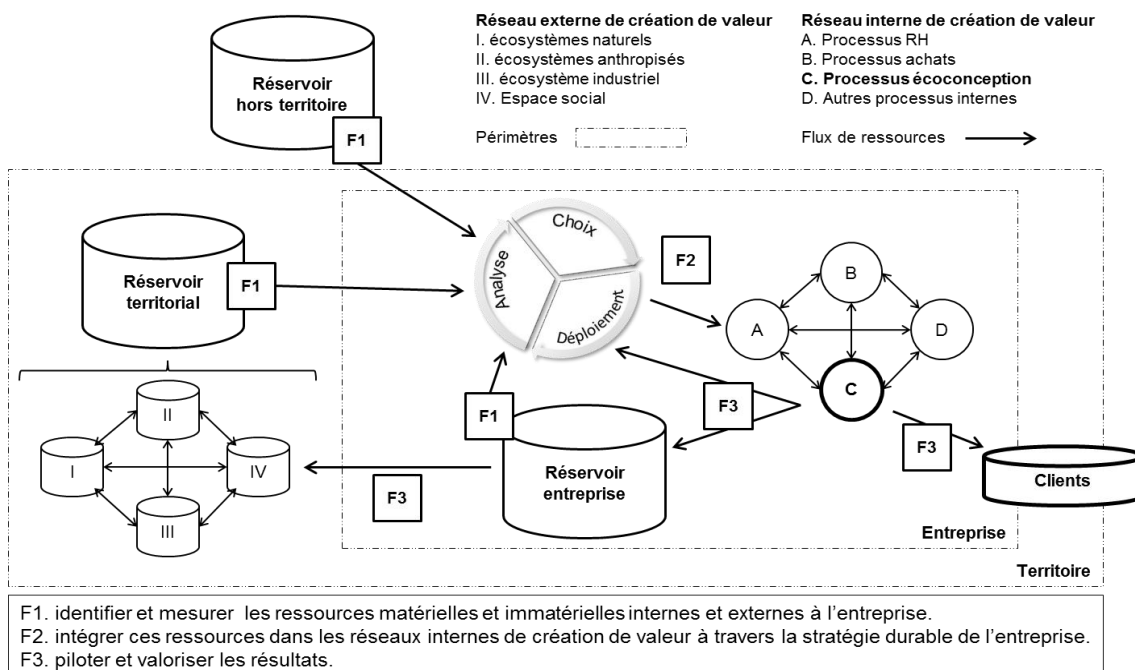 Réseau externe de création de valeur
I. écosystèmes naturels
II. écosystèmes anthropisés
III. écosystème industriel
IV. Espace social
Périmètres
Réseau interne de création de valeur
A. Processus RH
B. Processus achats
C. Processus écoconception
D. Autres processus internes
Flux de ressources
Réservoir
hors territoire
F1
Réservoir
territorial
F1
Choix
Analyse
Déploiement
F2
B
A
D
C
F1
F3
F3
II
I
IV
III
F3
Réservoir
entreprise
Clients
Entreprise
Territoire
F1. identifier et mesurer les ressources matérielles et immatérielles internes et externes à l'entreprise.
F2. intégrer ces ressources dans les réseaux internes de création de valeur à travers la stratégie durable de l'entreprise.
F3. piloter et valoriser les résultats.